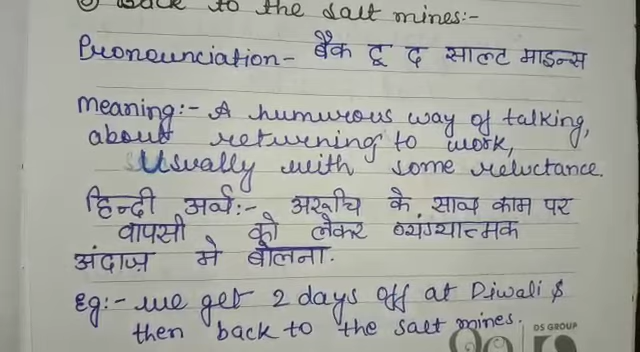 Back to the salt mines:-
Pronounciation- बैक टू द साल्ट माइन्स
Meaning:- A humurous way of talking,
about returning to work,
Usually with some reluctance.
हिन्दी अर्थ:- अरूचि के साथ काम पर
वापसी को लेकर व्यंग्यात्मक
अंदाज़ मे बोलना.
Eg:- we get 2 days off at Diwali &
then back to the salt mines.
DS GROUP